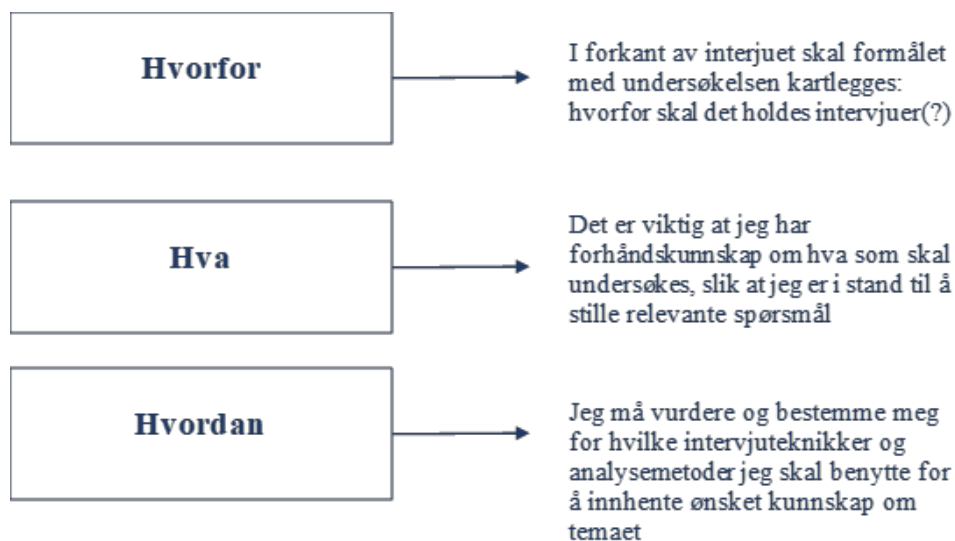 Hvorfor
I forkant av interjuet skal formålet
med undersøkelsen kartlegges:
hvorfor skal det holdes intervjuer(?)
Hva
Det er viktig at jeg har
forhåndskunnskap om hva som skal
undersøkes, slik at jeg er i stand til å
stille relevante spørsmål
Hvordan
Jeg må vurdere og bestemme meg
for hvilke intervjuteknikker og
analysemetoder jeg skal benytte for
å innhente ønsket kunnskap om
temaet